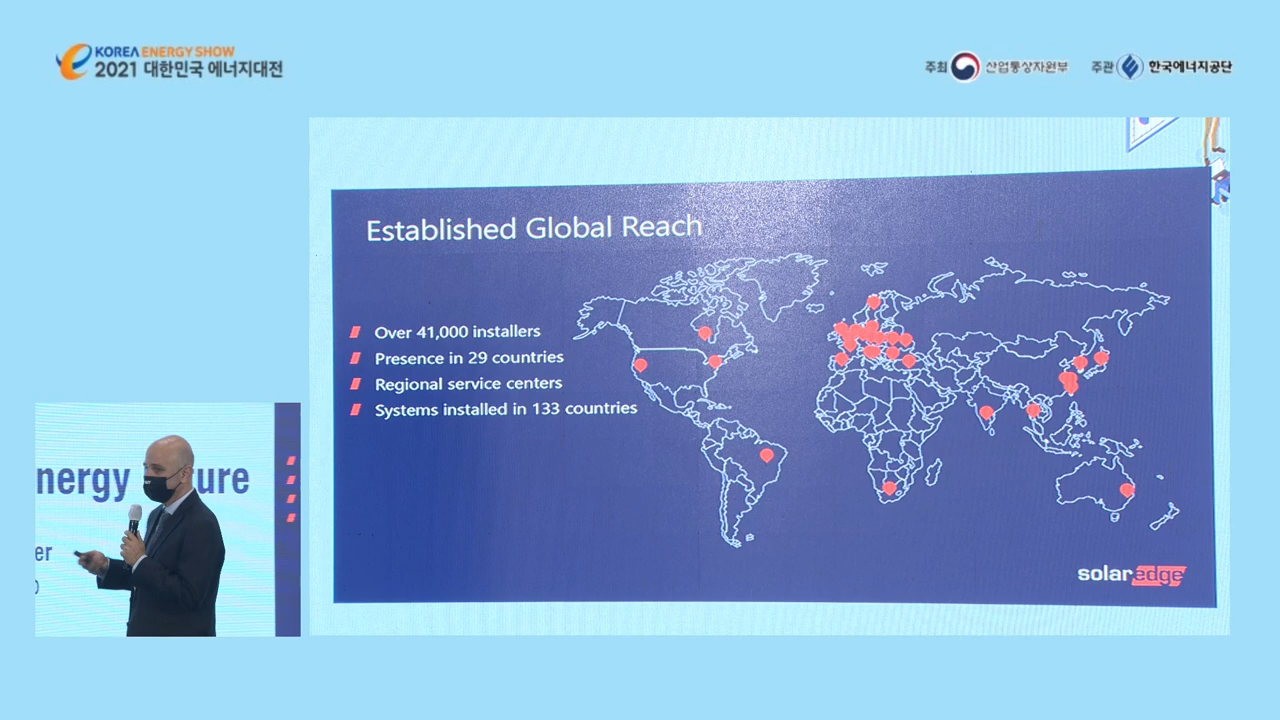 KOREA ENERGY SHOW
2021 대한민국 에너지대전
주최 산업통상자원부 주관 한국에너지공단
Established Global Reach
Over 41,000 installers
Presence in 29 countries
Regional service centers
Systems installed in 133 countries
solaredge
nergy ure
er